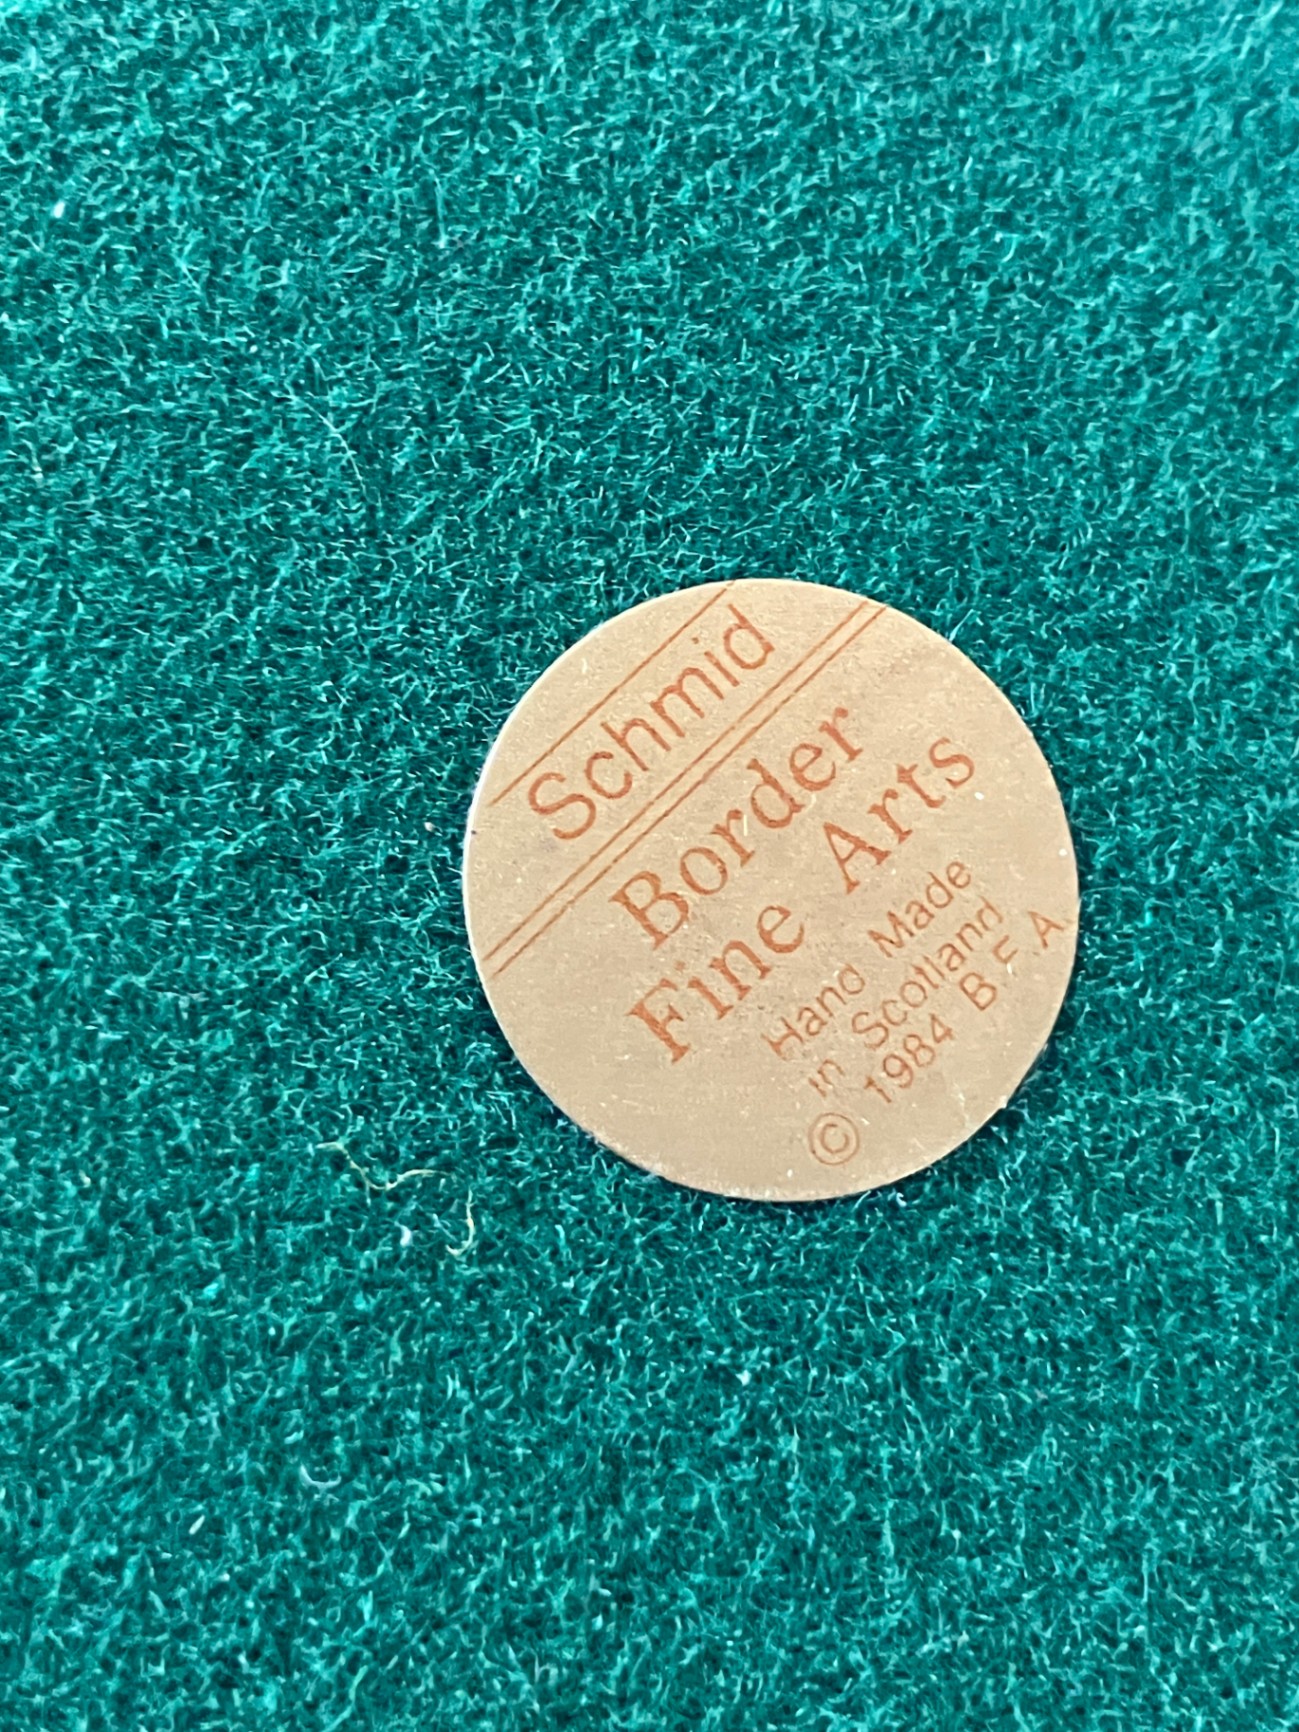 Schmid
Border
Fine Arts
Hand Made
in Scotland
© 1984 B F A